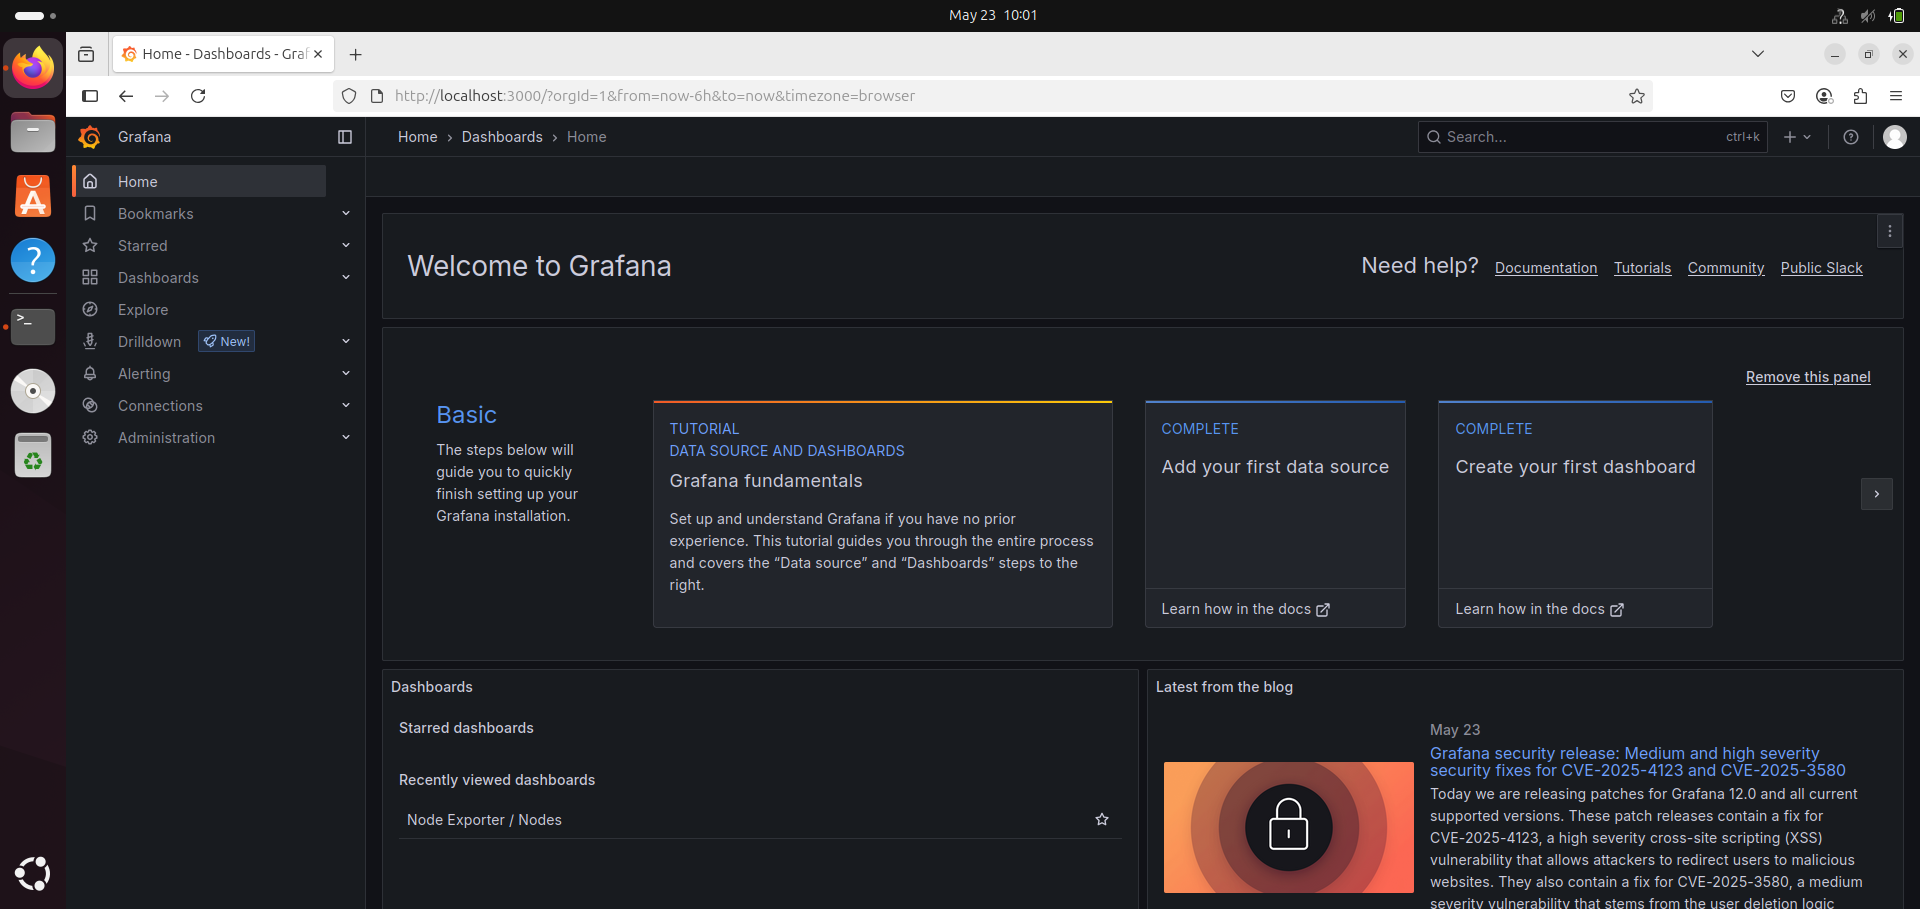 May 23 10:01
Home - Dashboards - Graf
http://localhost:3000/?orgId=1&from=now-6h&to=now&timezone=browser
Grafana
Home › Dashboards › Home
Search...
ctrl+k
Home
Bookmarks
Starred
Dashboards
Explore
Drilldown
New!
Alerting
Connections
Administration
Welcome to Grafana
Need help?
Documentation
Tutorials
Community
Public Slack
Remove this panel
Basic
The steps below will
guide you to quickly
finish setting up your
Grafana installation.
TUTORIAL
DATA SOURCE AND DASHBOARDS
Grafana fundamentals
Set up and understand Grafana if you have no prior
experience. This tutorial guides you through the entire process
and covers the “Data source” and “Dashboards” steps to the
right.
COMPLETE
Add your first data source
Learn how in the docs
COMPLETE
Create your first dashboard
Learn how in the docs
Dashboards
Starred dashboards
Recently viewed dashboards
Node Exporter / Nodes
Latest from the blog
May 23
Grafana security release: Medium and high severity
security fixes for CVE-2025-4123 and CVE-2025-3580
Today we are releasing patches for Grafana 12.0 and all current
supported versions. These patch releases contain a fix for
CVE-2025-4123, a high severity cross-site scripting (XSS)
vulnerability that allows attackers to redirect users to malicious
websites. They also contain a fix for CVE-2025-3580, a medium
severity vulnerability that stems from the user deletion logic